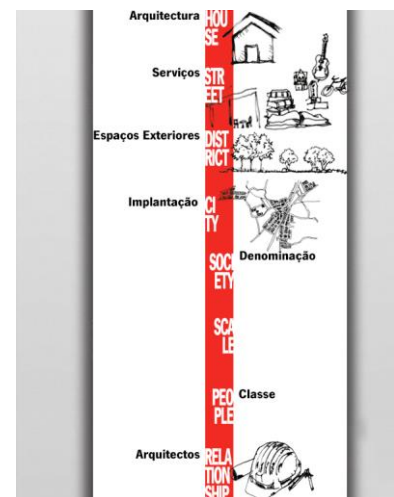 Arquitectura
HOU
SE
Serviços
STR
EET
Espaços Exteriores
DIST
RICT
Implantação
CI
TY
SOCI
ETY
Denominação
SCA
LE
PEO
PLE
Classe
Arquitectos
RELA
TION
SHIP